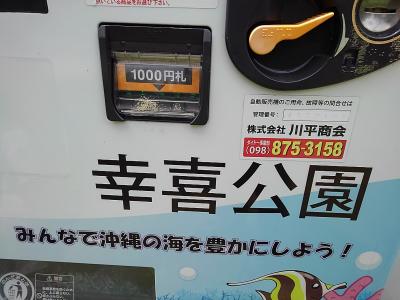 1000円札
自動販売機のご用命、故障等の問合せは
管理番号:
株式会社 川平商会
(098) 875-3158
幸喜公園
みんなで沖縄の海を豊かにしよう!